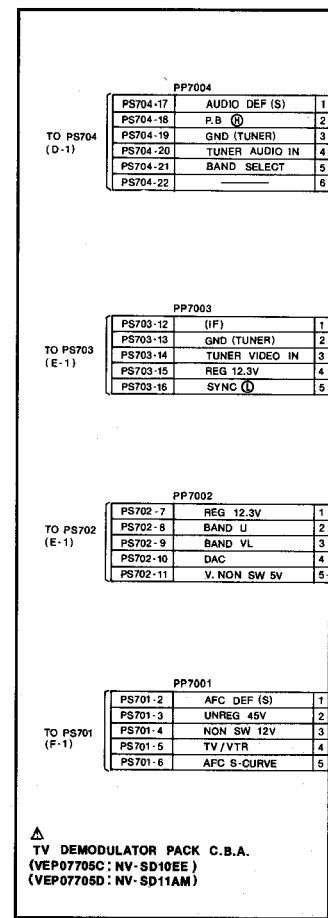 PP7004
TO PS704
(D-1)
PS704-17 AUDIO DEF (S) 1
PS704-18 P.B Ⓗ 2
PS704-19 GND (TUNER) 3
PS704-20 TUNER AUDIO IN 4
PS704-21 BAND SELECT 5
PS704-22 ——— 6
PP7003
TO PS703
(E-1)
PS703-12 (IF) 1
PS703-13 GND (TUNER) 2
PS703-14 TUNER VIDEO IN 3
PS703-15 REG 12.3V 4
PS703-16 SYNC Ⓛ 5
PP7002
TO PS702
(E-1)
PS702-7 REG 12.3V 1
PS702-8 BAND U 2
PS702-9 BAND VL 3
PS702-10 DAC 4
PS702-11 V. NON SW 5V 5
PP7001
TO PS701
(F-1)
PS701-2 AFC DEF (S) 1
PS701-3 UNREG 45V 2
PS701-4 NON SW 12V 3
PS701-5 TV/VTR 4
PS701-6 AFC S-CURVE 5
⚠
TV DEMODULATOR PACK C.B.A.
(VEP07705C: NV-SD10EE)
(VEP07705D: NV-SD11AM)